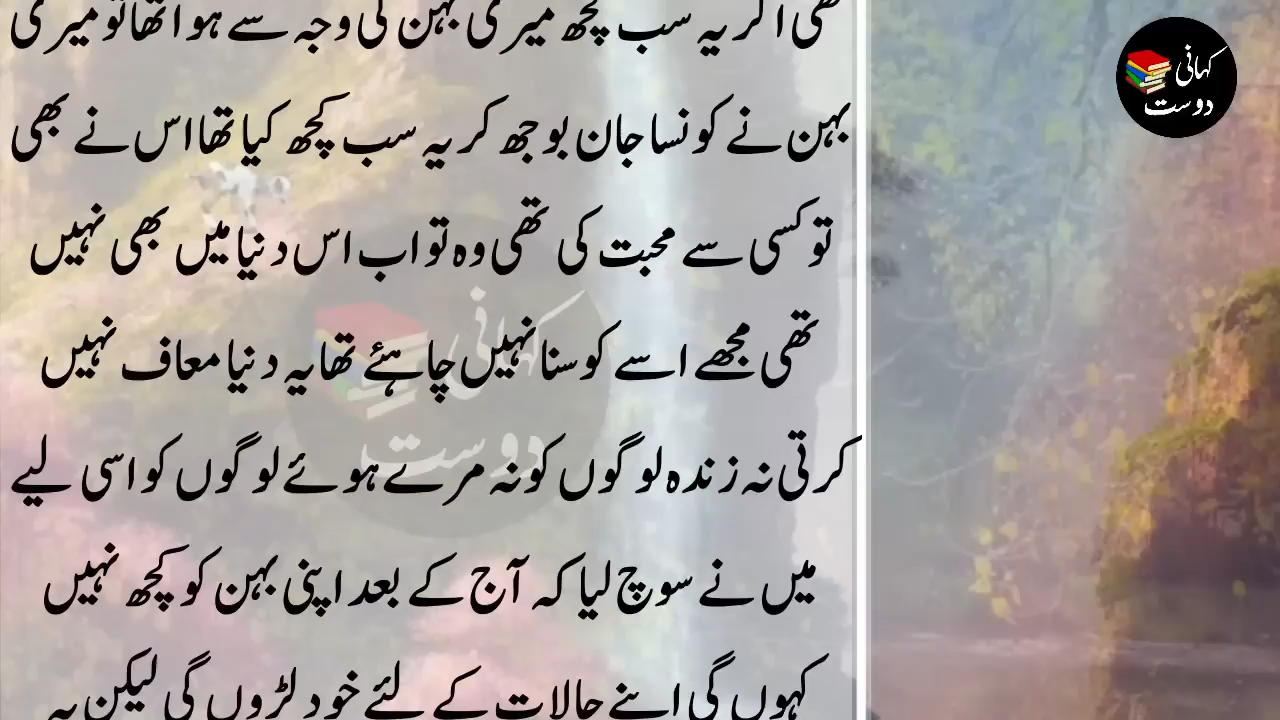 تھی اگر یہ سب کچھ میری بہن کی وجہ سے ہوا تھا تو میری
بہن نے کونسا جان بوجھ کر یہ سب کچھ کیا تھا اس نے بھی
تو کسی سے محبت کی تھی وہ تو اب اس دنیا میں بھی نہیں
تھی مجھے اسے کوسنا نہیں چاہئے تھا یہ دنیا معاف نہیں
کرتی نہ زندہ لوگوں کو نہ مرے ہوئے لوگوں کو اسی لیے
میں نے سوچ لیا کہ آج کے بعد اپنی بہن کو کچھ نہیں
کہوں گی اپنے حالات کے لئے خود لڑوں گی لیکن یہ
کہانی
دوست
کہانی
دوست